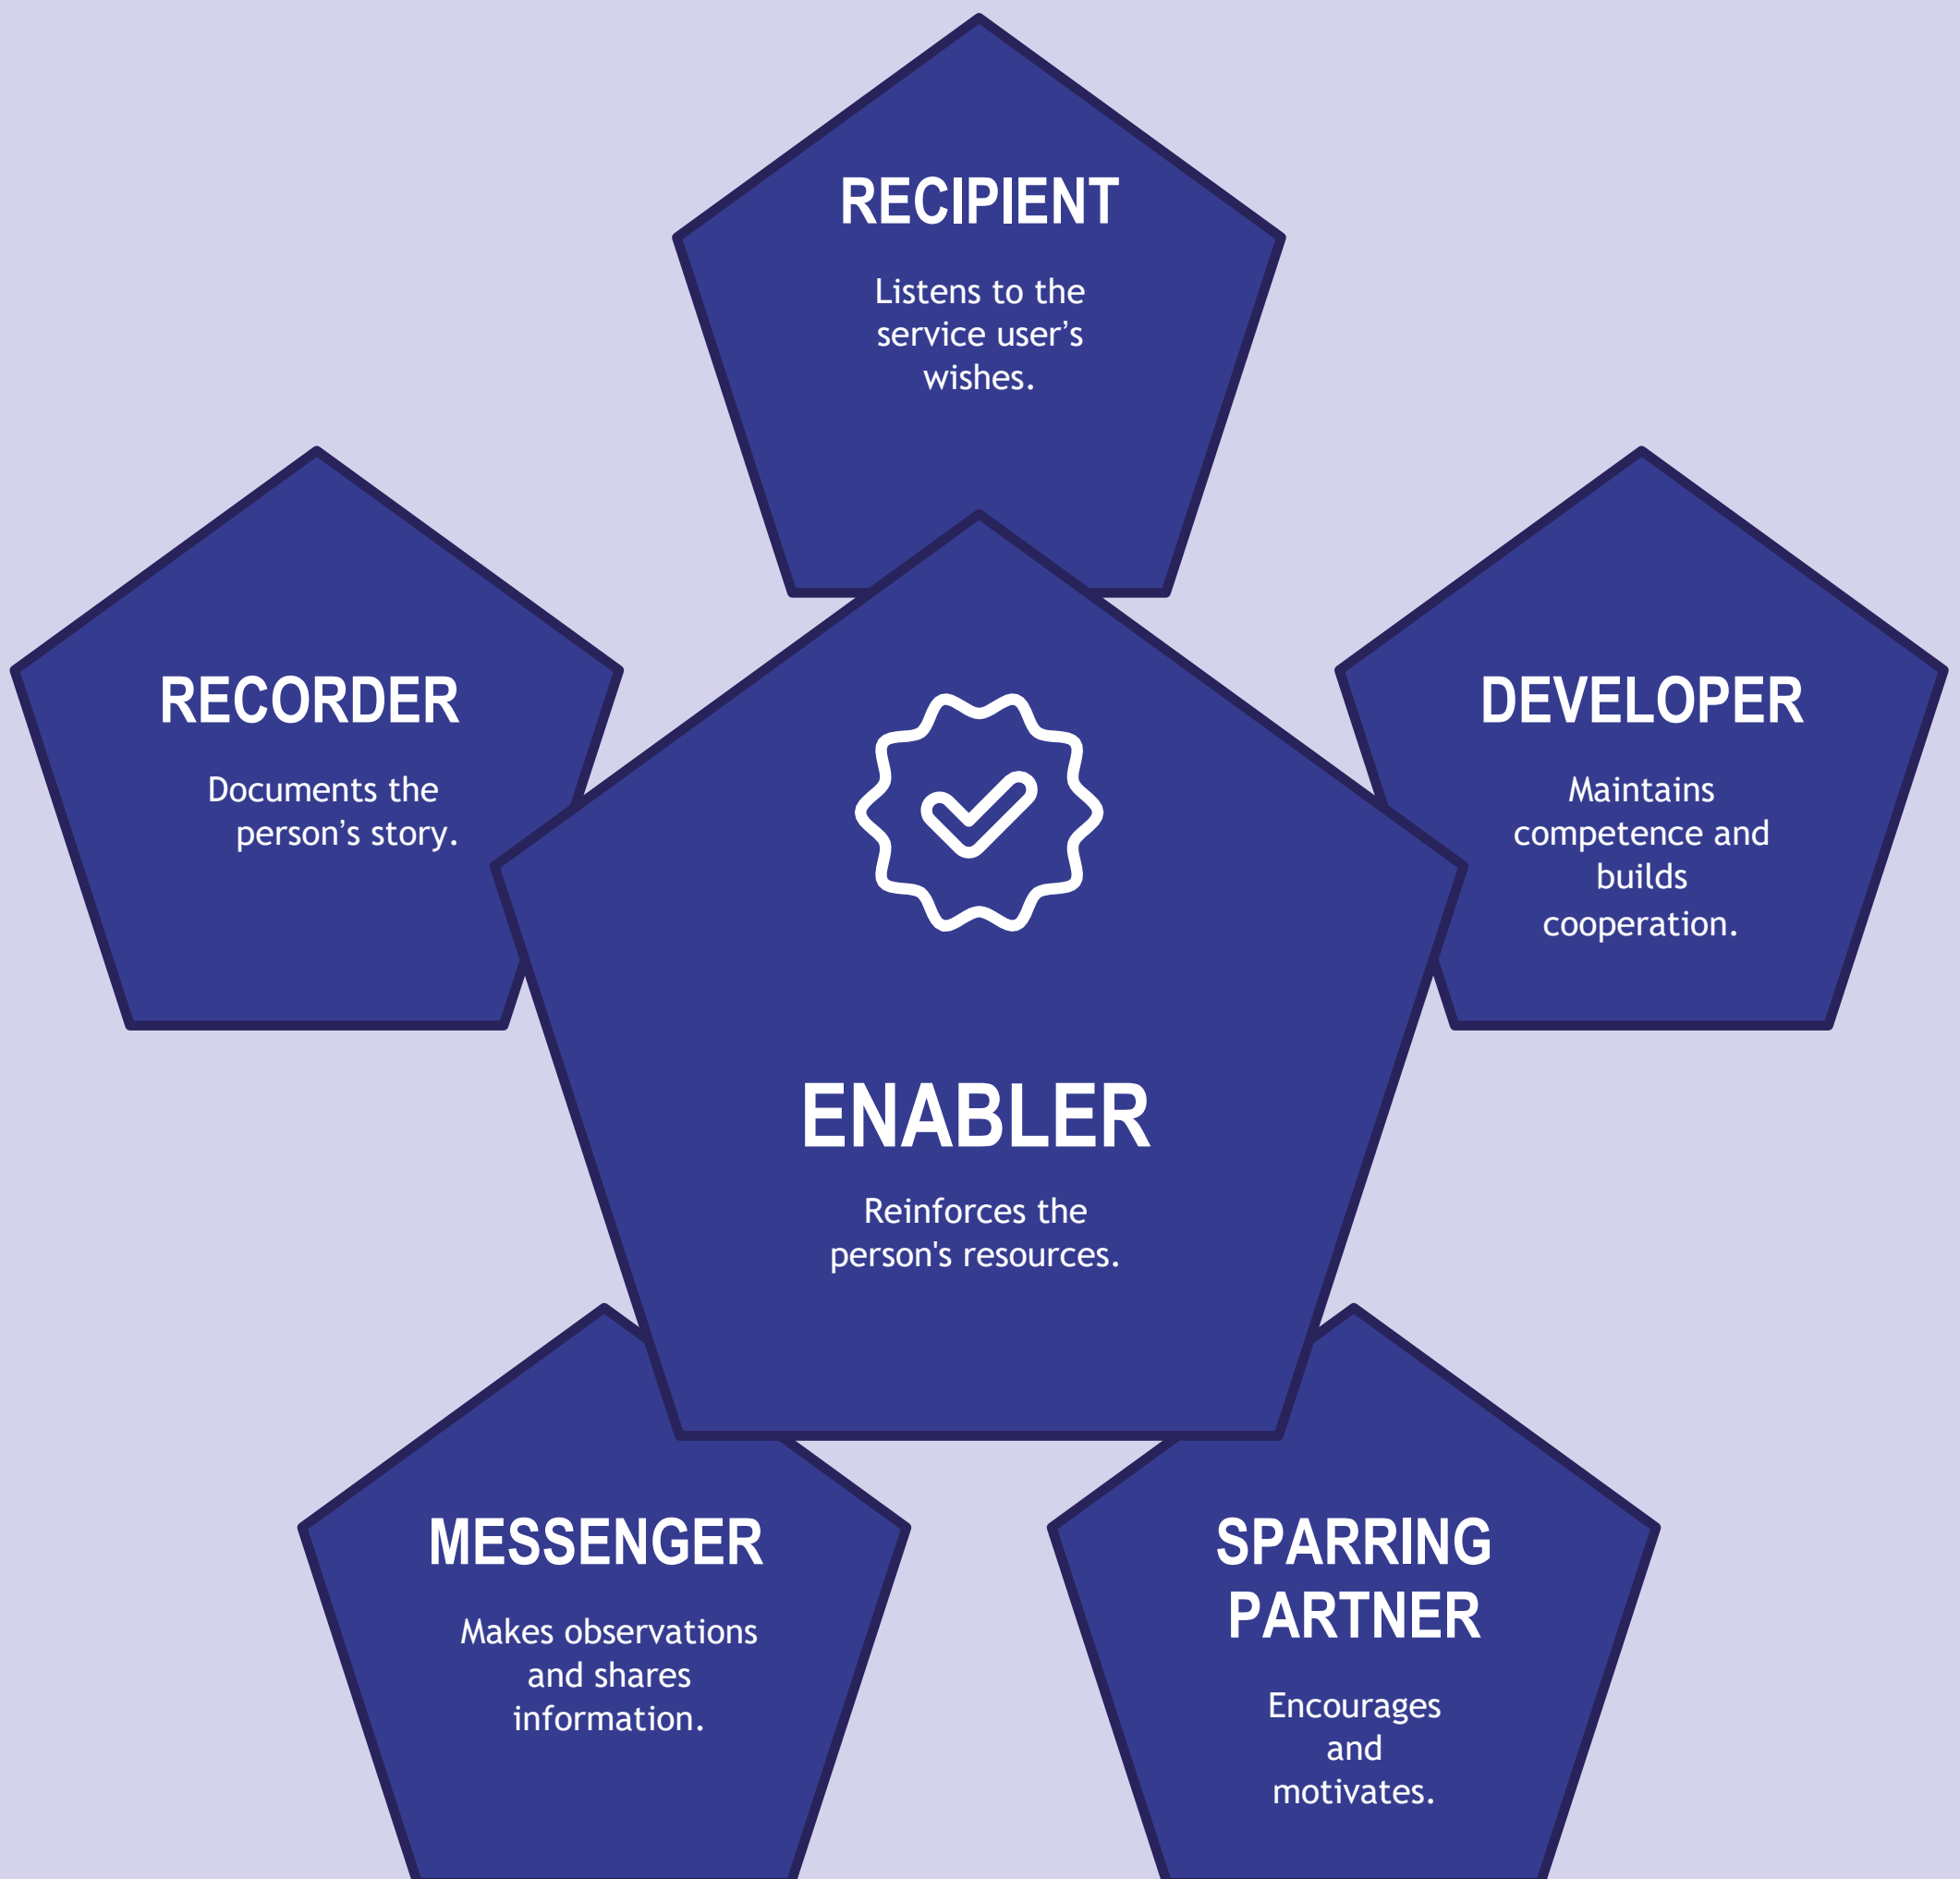 RECIPIENT
Listens to the
service user’s
wishes.
RECORDER
Documents the
person’s story.
DEVELOPER
Maintains
competence and
builds
cooperation.
ENABLER
Reinforces the
person's resources.
MESSENGER
Makes observations
and shares
information.
SPARRING
PARTNER
Encourages
and
motivates.